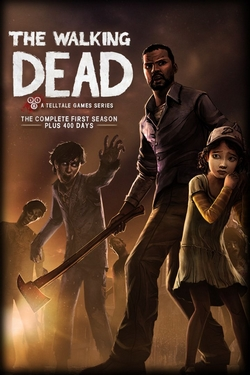 THE WALKING
DEAD
A TELLTALE GAMES SERIES
THE COMPLETE FIRST SEASON
PLUS 400 DAYS